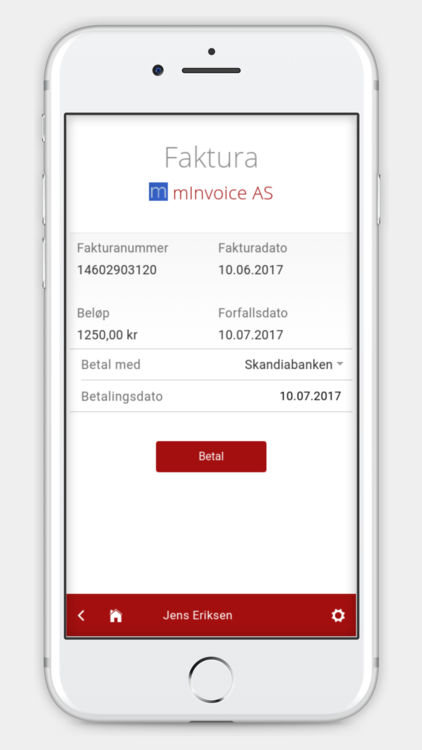 Faktura
m mInvoice AS
Fakturanummer Fakturadato
14602903120 10.06.2017
Beløp Forfallsdato
1250,00 kr 10.07.2017
Betal med Skandiabanken
Betalingsdato 10.07.2017
Betal
Jens Eriksen